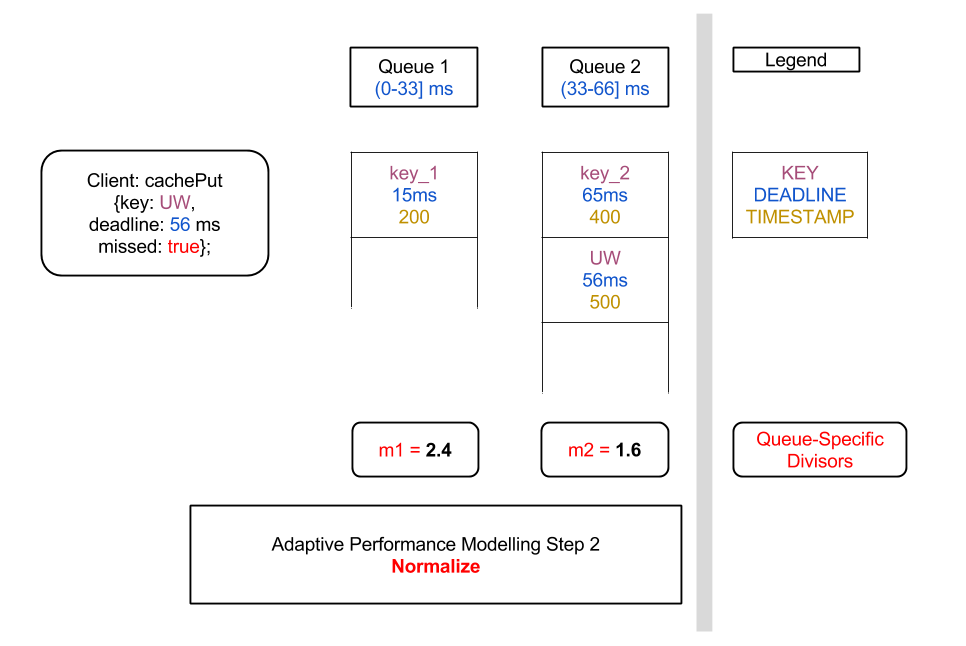 Queue 1
(0-33] ms
Queue 2
(33-66] ms
Legend
Client: cachePut
{key: UW,
deadline: 56 ms
missed: true};
key_1
15ms
200
key_2
65ms
400
UW
56ms
500
KEY
DEADLINE
TIMESTAMP
m1 = 2.4
m2 = 1.6
Queue-Specific
Divisors
Adaptive Performance Modelling Step 2
Normalize